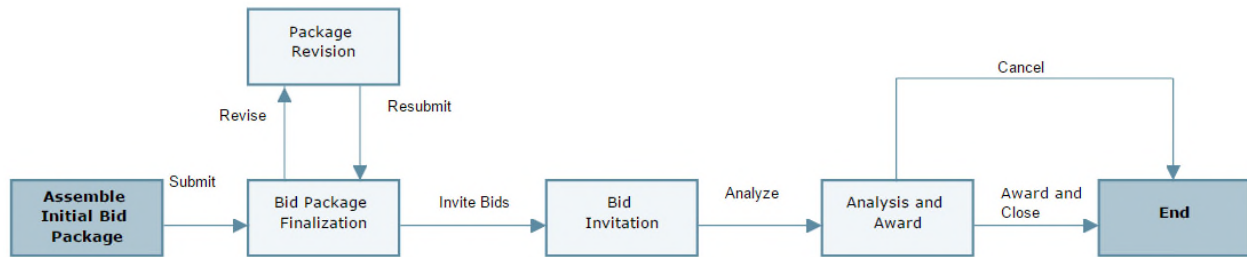 Package
Revision
Cancel
Revise
Resubmit
Submit
Assemble
Initial Bid
Package
Bid Package
Finalization
Invite Bids
Bid
Invitation
Analyze
Analysis and
Award
Award and
Close
End